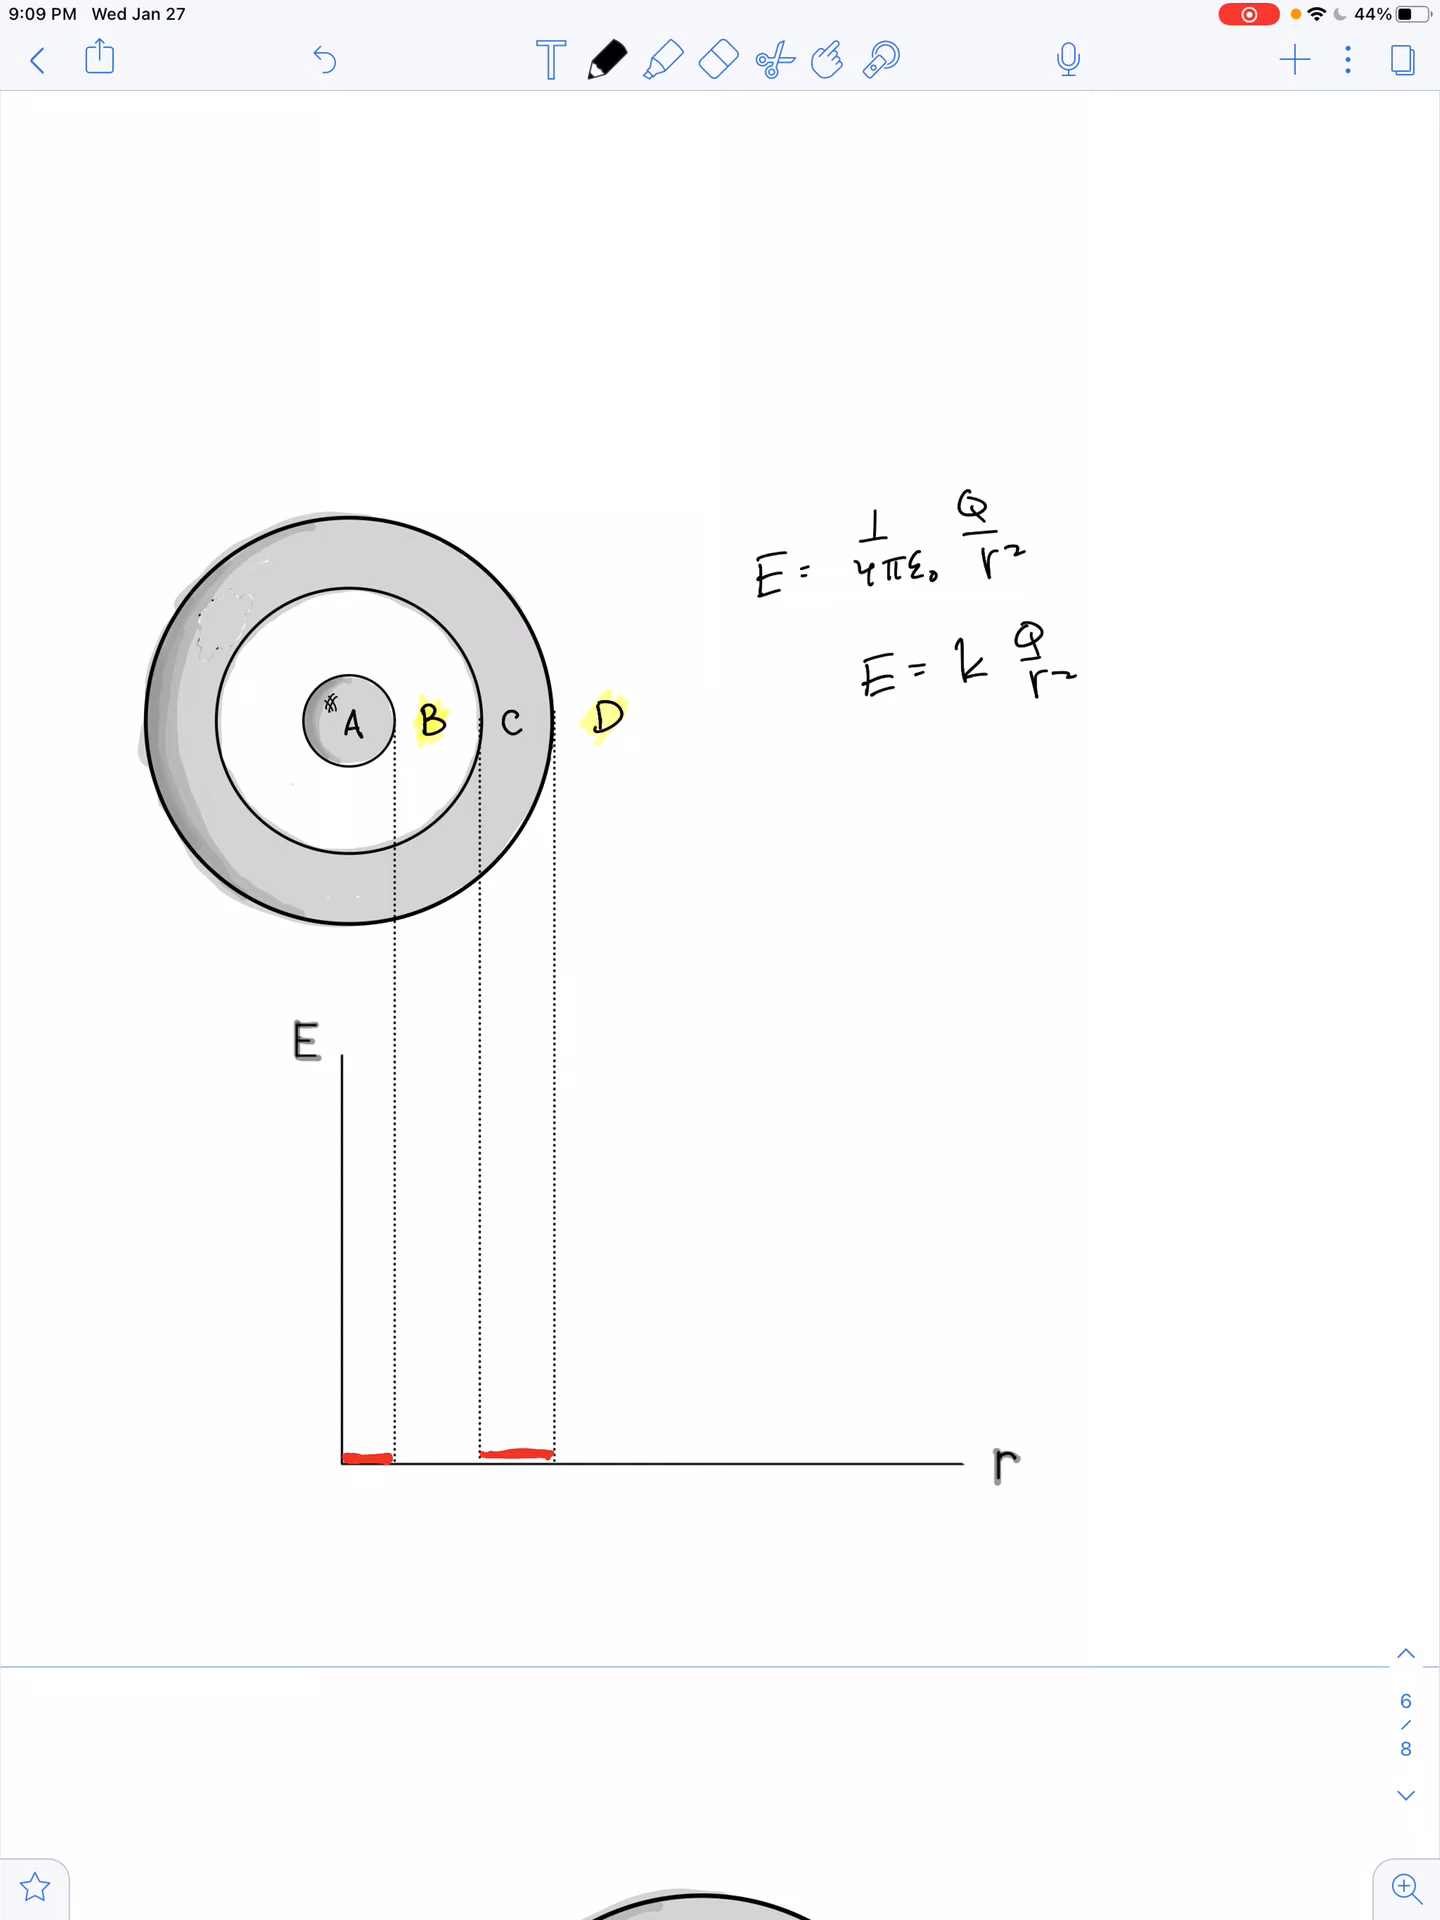 9:09 PM Wed Jan 27
44%
T
E = 1/4πε₀ Q/r²
E = k Q/r²
A B C D
E
r
6
/
8